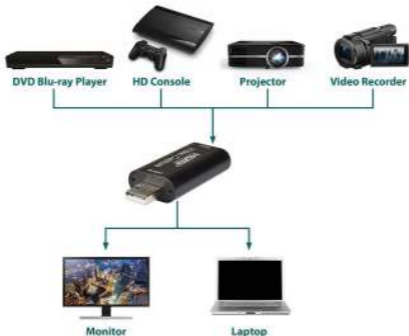 DVD Blu-ray Player
HD Console
Projector
Video Recorder
Monitor
Laptop